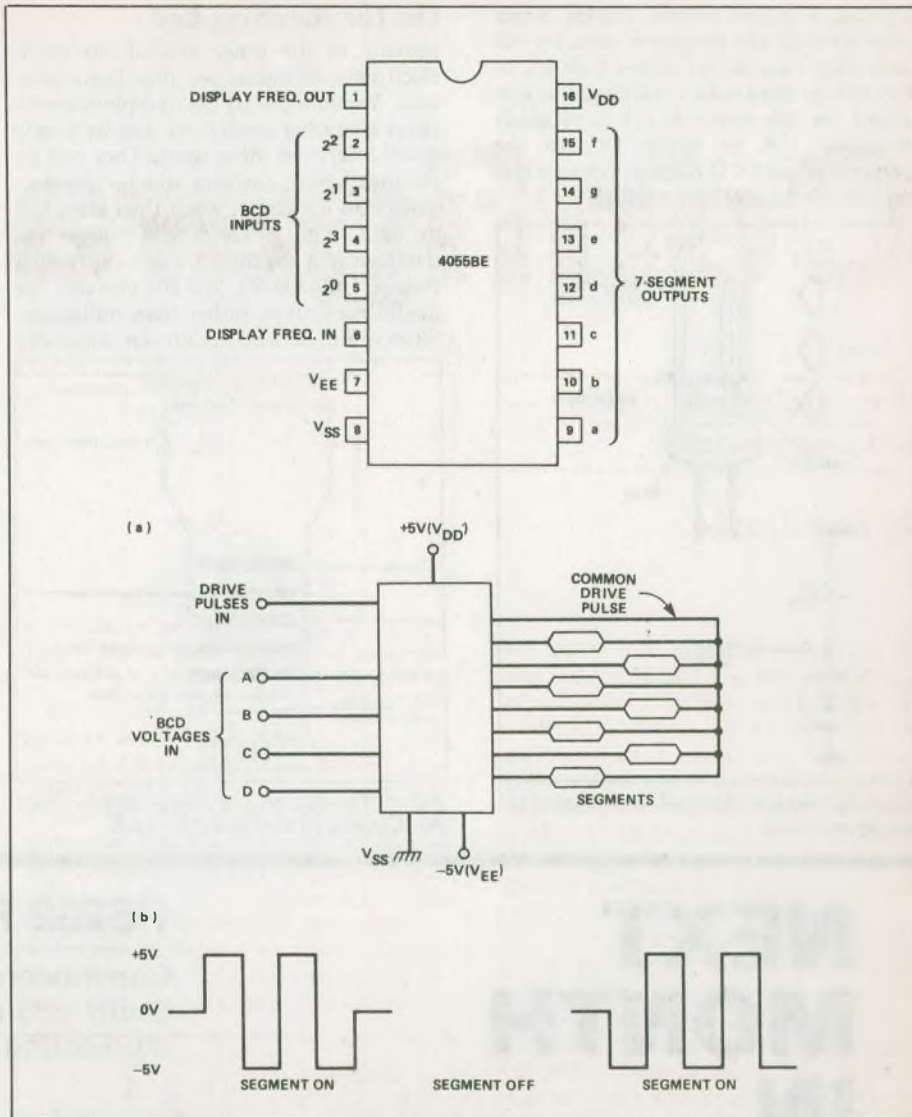 DISPLAY FREQ. OUT 1
16 VDD
2² 2
15 f
2¹ 3
14 g
BCD
INPUTS
2³ 4
13 e
4055BE
7-SEGMENT
OUTPUTS
2⁰ 5
12 d
DISPLAY FREQ. IN 6
11 c
VEE 7
10 b
VSS 8
9 a
(a)
+5V(VDD)
DRIVE
PULSES
IN
COMMON
DRIVE
PULSE
A
B
BCD
VOLTAGES
IN
C
D
SEGMENTS
VSS
−5V(VEE)
(b)
+5V
0V
−5V
SEGMENT ON
SEGMENT OFF
SEGMENT ON